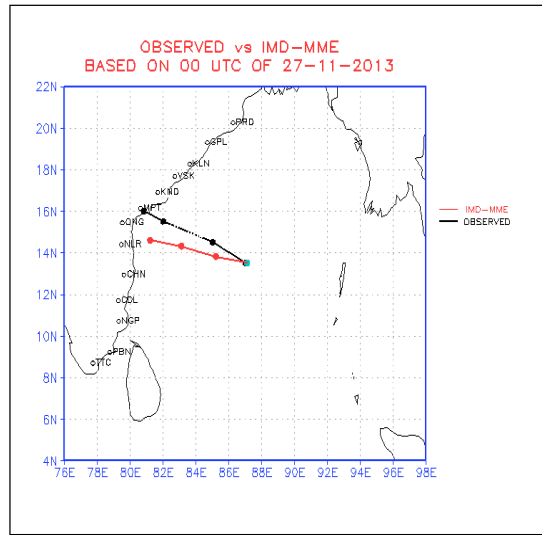 OBSERVED vs IMD-MME
BASED ON 00 UTC OF 27-11-2013
22N
20N
18N
16N
14N
12N
10N
8N
6N
4N
76E 78E 80E 82E 84E 86E 88E 90E 92E 94E 96E 98E
PRD
GPL
KLN
VSK
KND
MPT
ONG
NLR
CHN
CDL
NGP
PBN
TTC
IMD-MME
OBSERVED